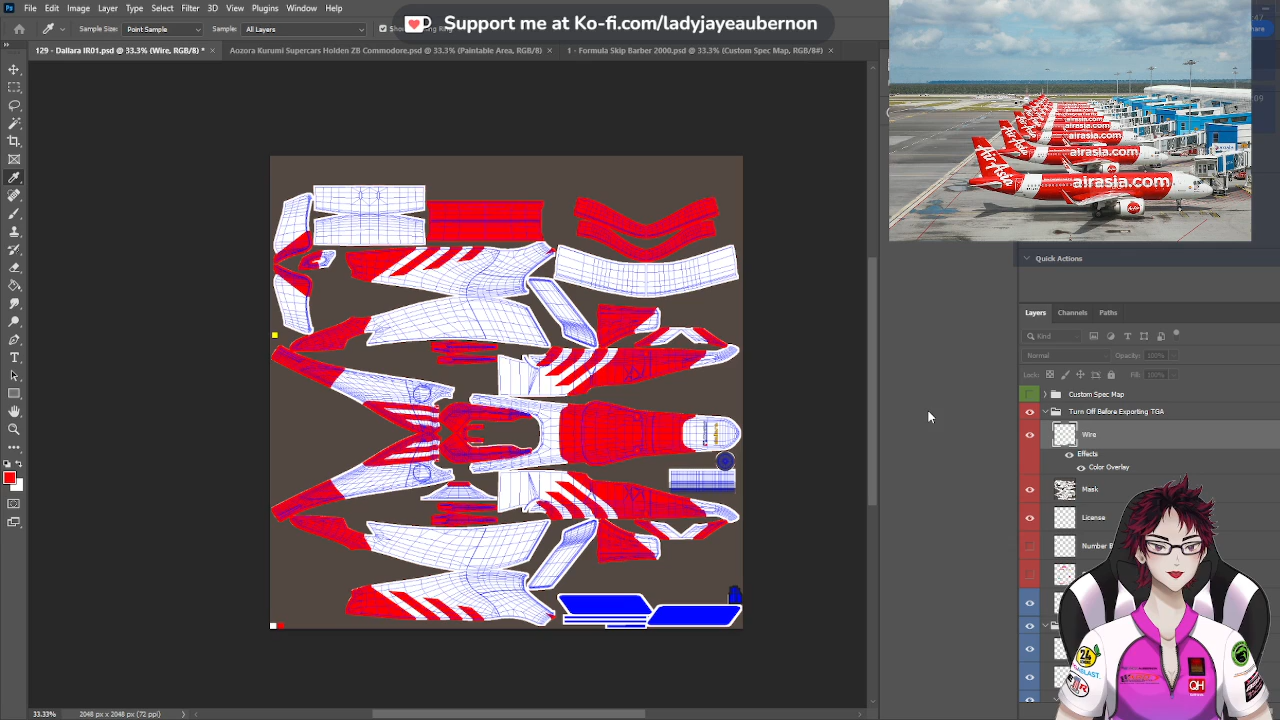 Support me at Ko-fi.com/ladyjayeaubernon
File Edit Image Layer Type Select Filter
Plugins Window Help
Sample Size: Point Sample Sample: All Layers
129 - Dallara IR01.psd @ 33.3% (Wire, RGB/8) *
Aozora Kurumi Supercars Holden ZB Commodore.psd @ 33.3% (Paintable Area, RGB/8)
1 - Formula Skip Barber 2000.psd @ 33.3% (Custom Spec Map, RGB/8#)
airasia.com
airasia.com
AirAsia
airasia.com
Quick Actions
Layers Channels Paths
Kind
Normal Opacity: 100%
Lock: Fill: 100%
Custom Spec Map
Turn Off Before Exporting TGA
Wire
Effects
Color Overlay
Mask
License
Number B
33.33% 2048 px x 2048 px (72 ppi)